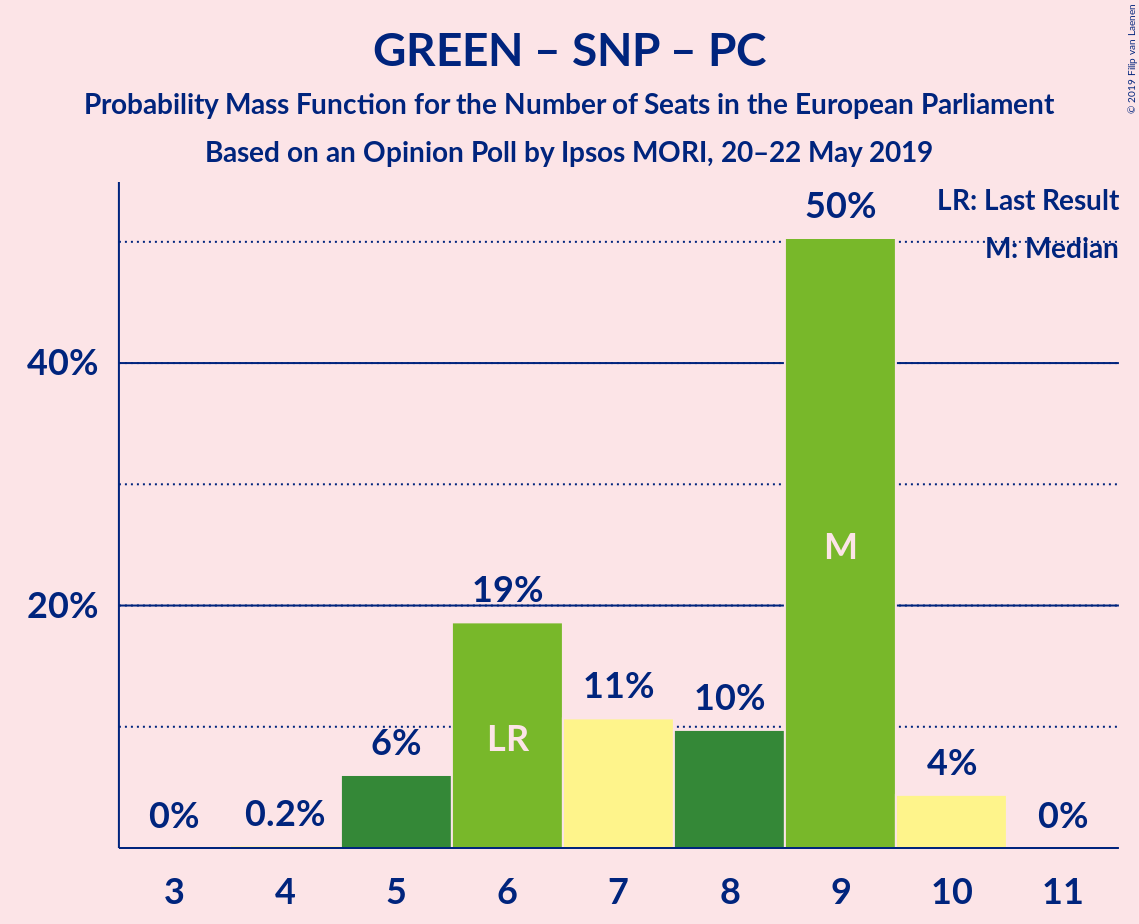 GREEN – SNP – PC
Probability Mass Function for the Number of Seats in the European Parliament
Based on an Opinion Poll by Ipsos MORI, 20–22 May 2019
© 2019 Filip van Laenen
LR: Last Result
M: Median
50%
40%
M
20%
19%
11%
10%
LR
6%
4%
0%
0.2%
0%
3 4 5 6 7 8 9 10 11